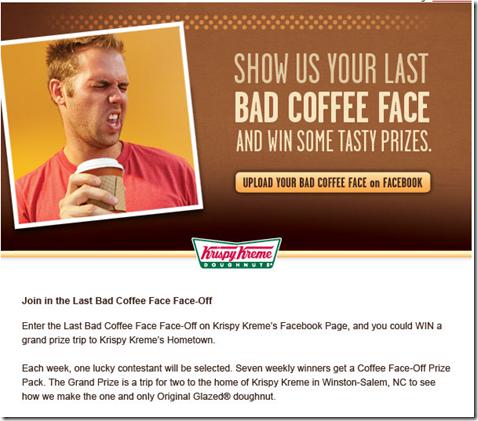 SHOW US YOUR LAST
BAD COFFEE FACE
AND WIN SOME TASTY PRIZES.
UPLOAD YOUR BAD COFFEE FACE on FACEBOOK
Krispy Kreme
DOUGHNUTS
Join in the Last Bad Coffee Face Face-Off
Enter the Last Bad Coffee Face Face-Off on Krispy Kreme’s Facebook Page, and you could WIN a
grand prize trip to Krispy Kreme’s Hometown.
Each week, one lucky contestant will be selected. Seven weekly winners get a Coffee Face-Off Prize
Pack. The Grand Prize is a trip for two to the home of Krispy Kreme in Winston-Salem, NC to see
how we make the one and only Original Glazed® doughnut.